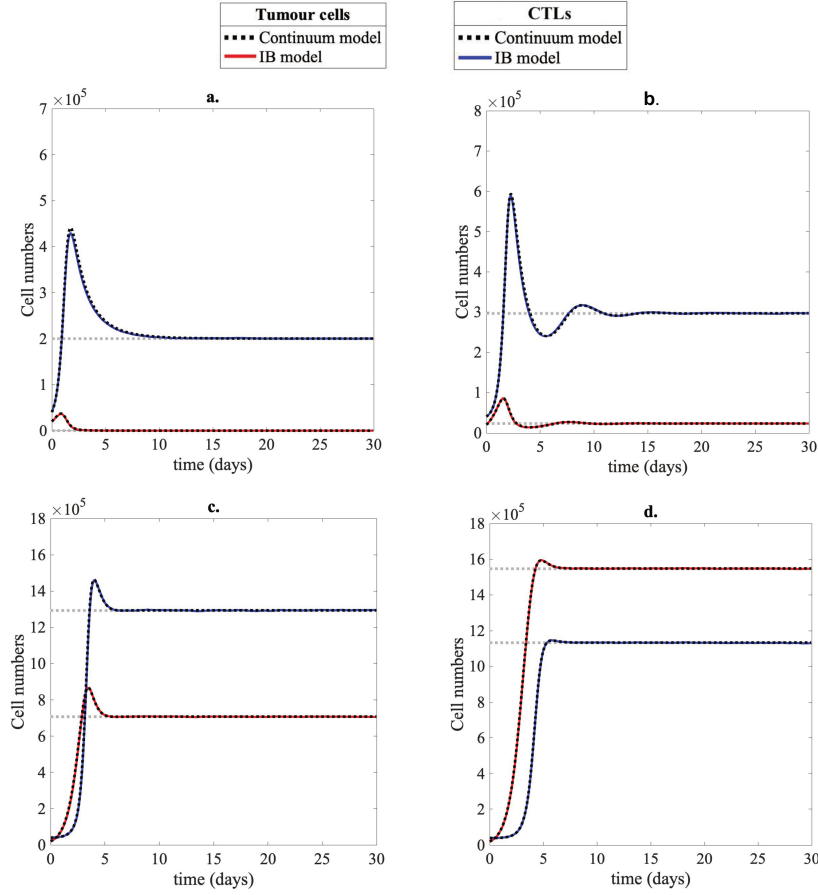 Tumour cells
Continuum model
IB model
CTLs
Continuum model
IB model
a.
×10^5
7
6
5
4
3
2
1
0
Cell numbers
0 5 10 15 20 25 30
time (days)
b.
×10^5
8
7
6
5
4
3
2
1
0
Cell numbers
0 5 10 15 20 25 30
time (days)
c.
×10^5
18
16
14
12
10
8
6
4
2
0
Cell numbers
0 5 10 15 20 25 30
time (days)
d.
×10^5
18
16
14
12
10
8
6
4
2
0
Cell numbers
0 5 10 15 20 25 30
time (days)